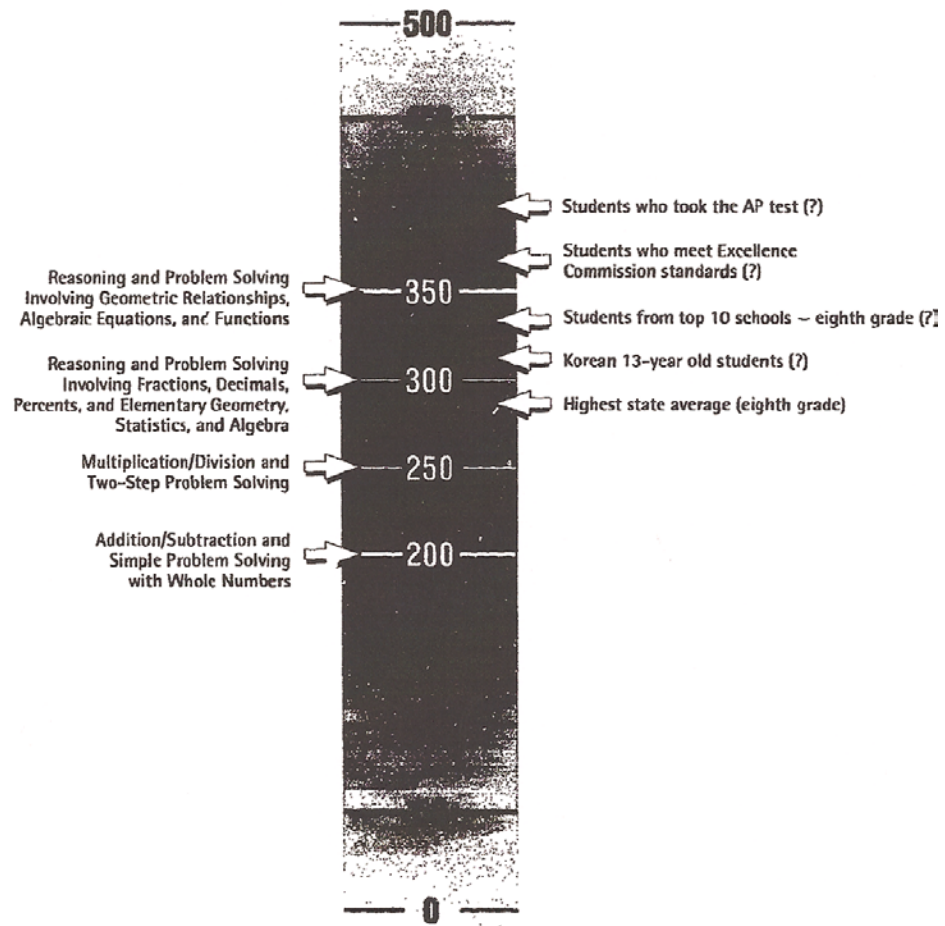 500
Students who took the AP test (?)
Students who meet Excellence
Commission standards (?)
Reasoning and Problem Solving
Involving Geometric Relationships,
Algebraic Equations, and Functions
350
Students from top 10 schools – eighth grade (?)
Korean 13-year old students (?)
Reasoning and Problem Solving
Involving Fractions, Decimals,
Percents, and Elementary Geometry,
Statistics, and Algebra
300
Highest state average (eighth grade)
Multiplication/Division and
Two-Step Problem Solving
250
Addition/Subtraction and
Simple Problem Solving
with Whole Numbers
200
0